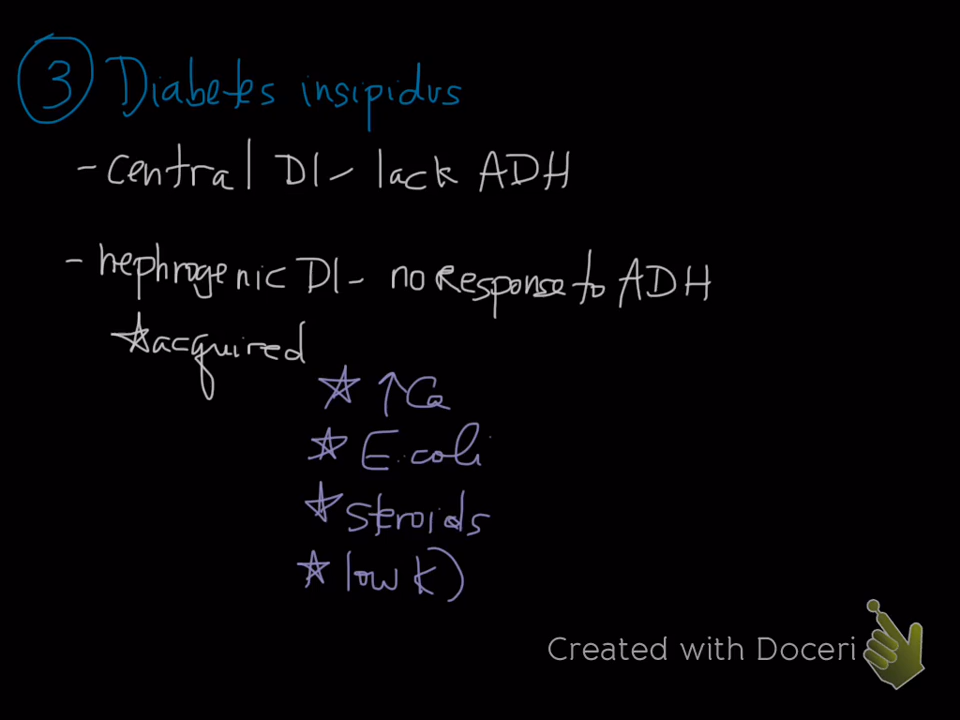 3 Diabetes insipidus
- central DI - lack ADH
- nephrogenic DI - no Response to ADH
☆acquired
☆ ↑Ca
☆ E.coli
☆ Steroids
☆ low K)
Created with Doceri